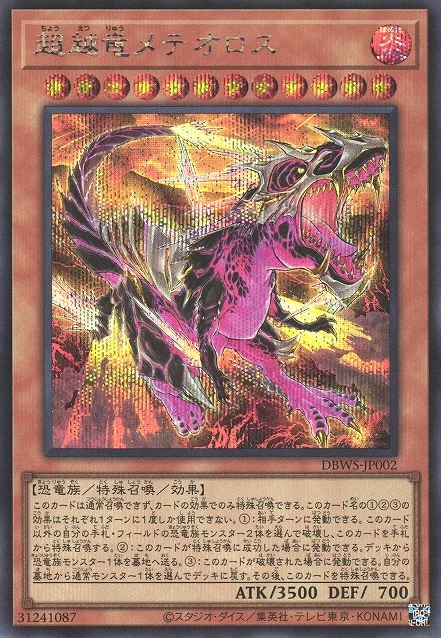 超越竜メテオロス
炎
DBWS-JP002
【恐竜族／特殊召喚／効果】
このカードは通常召喚できず、カードの効果でのみ特殊召喚できる。このカード名の①②③の
効果はそれぞれ1ターンに1度しか使用できない。①：相手ターンに発動できる。このカード
以外の自分の手札・フィールドの恐竜族モンスター2体を選んで破壊し、このカードを手札
から特殊召喚する。②：このカードが特殊召喚に成功した場合に発動できる。デッキから
恐竜族モンスター1体を墓地へ送る。③：このカードが破壊された場合に発動できる。自分の
墓地から通常モンスター1体を選んでデッキに戻す。その後、このカードを特殊召喚する。
ATK/3500 DEF/ 700
31241087 ©スタジオ・ダイス／集英社・テレビ東京・KONAMI